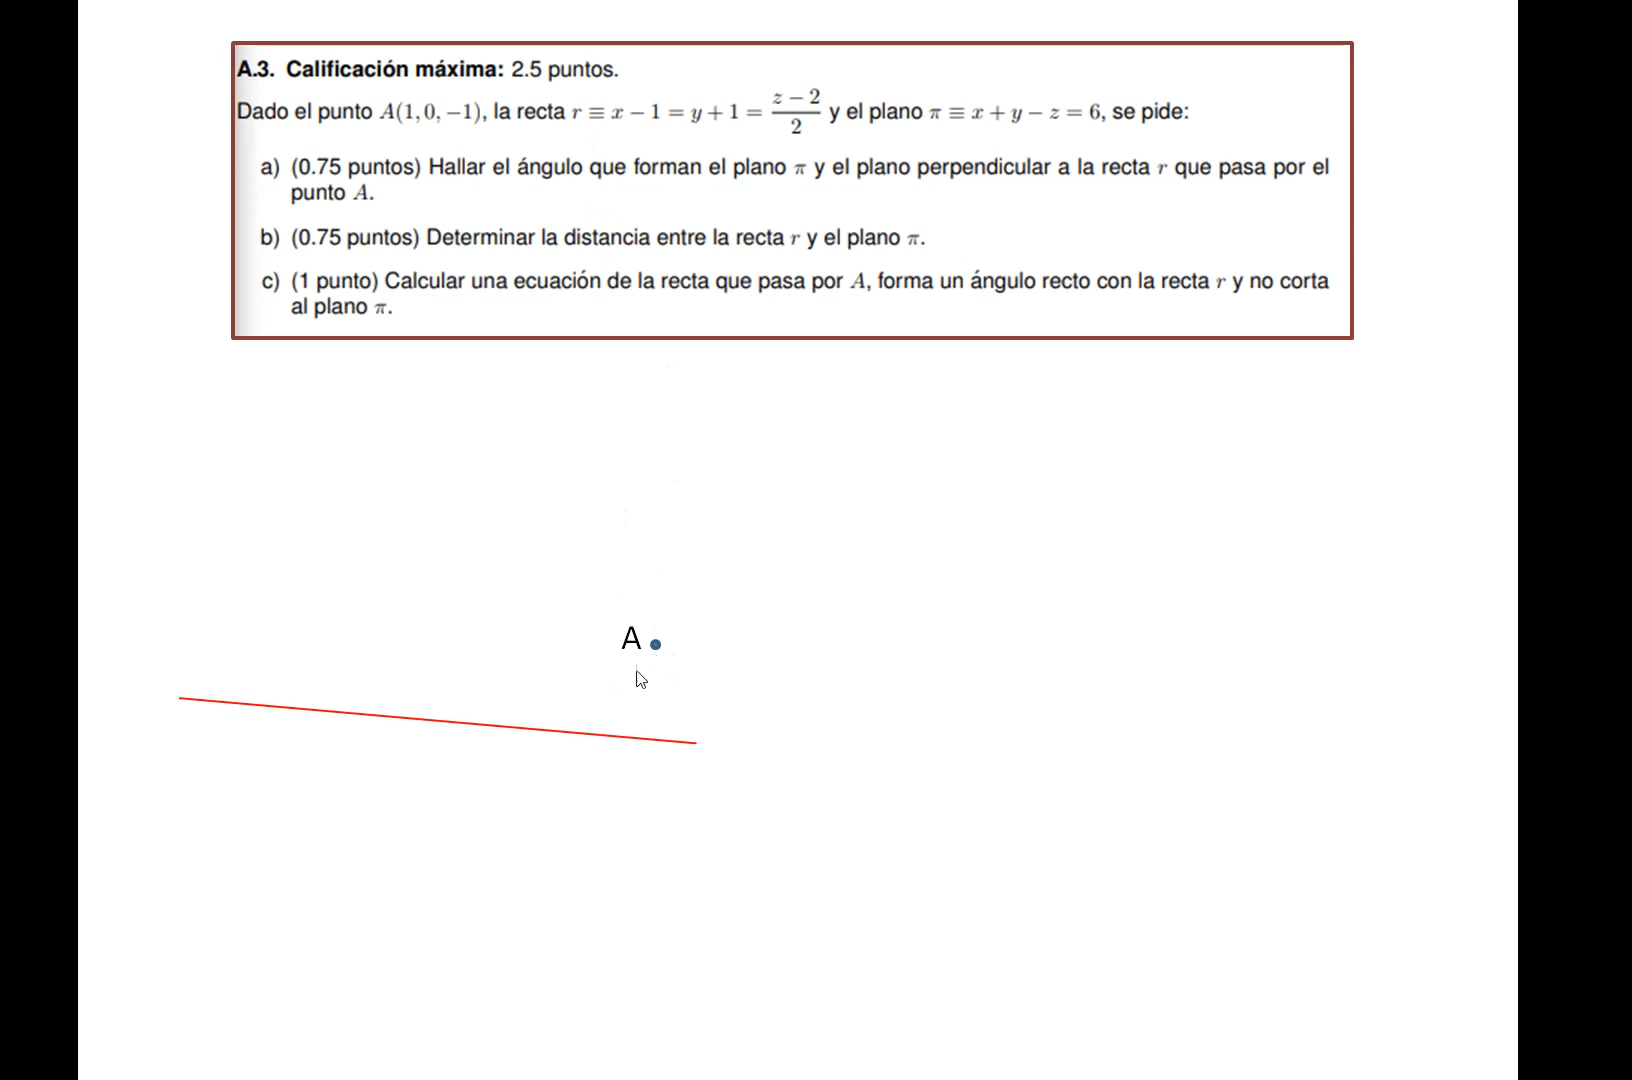 A.3. Calificación máxima: 2.5 puntos.
Dado el punto A(1, 0, −1), la recta r ≡ x − 1 = y + 1 = (z − 2)/2 y el plano π ≡ x + y − z = 6, se pide:
a) (0.75 puntos) Hallar el ángulo que forman el plano π y el plano perpendicular a la recta r que pasa por el
punto A.
b) (0.75 puntos) Determinar la distancia entre la recta r y el plano π.
c) (1 punto) Calcular una ecuación de la recta que pasa por A, forma un ángulo recto con la recta r y no corta
al plano π.
A